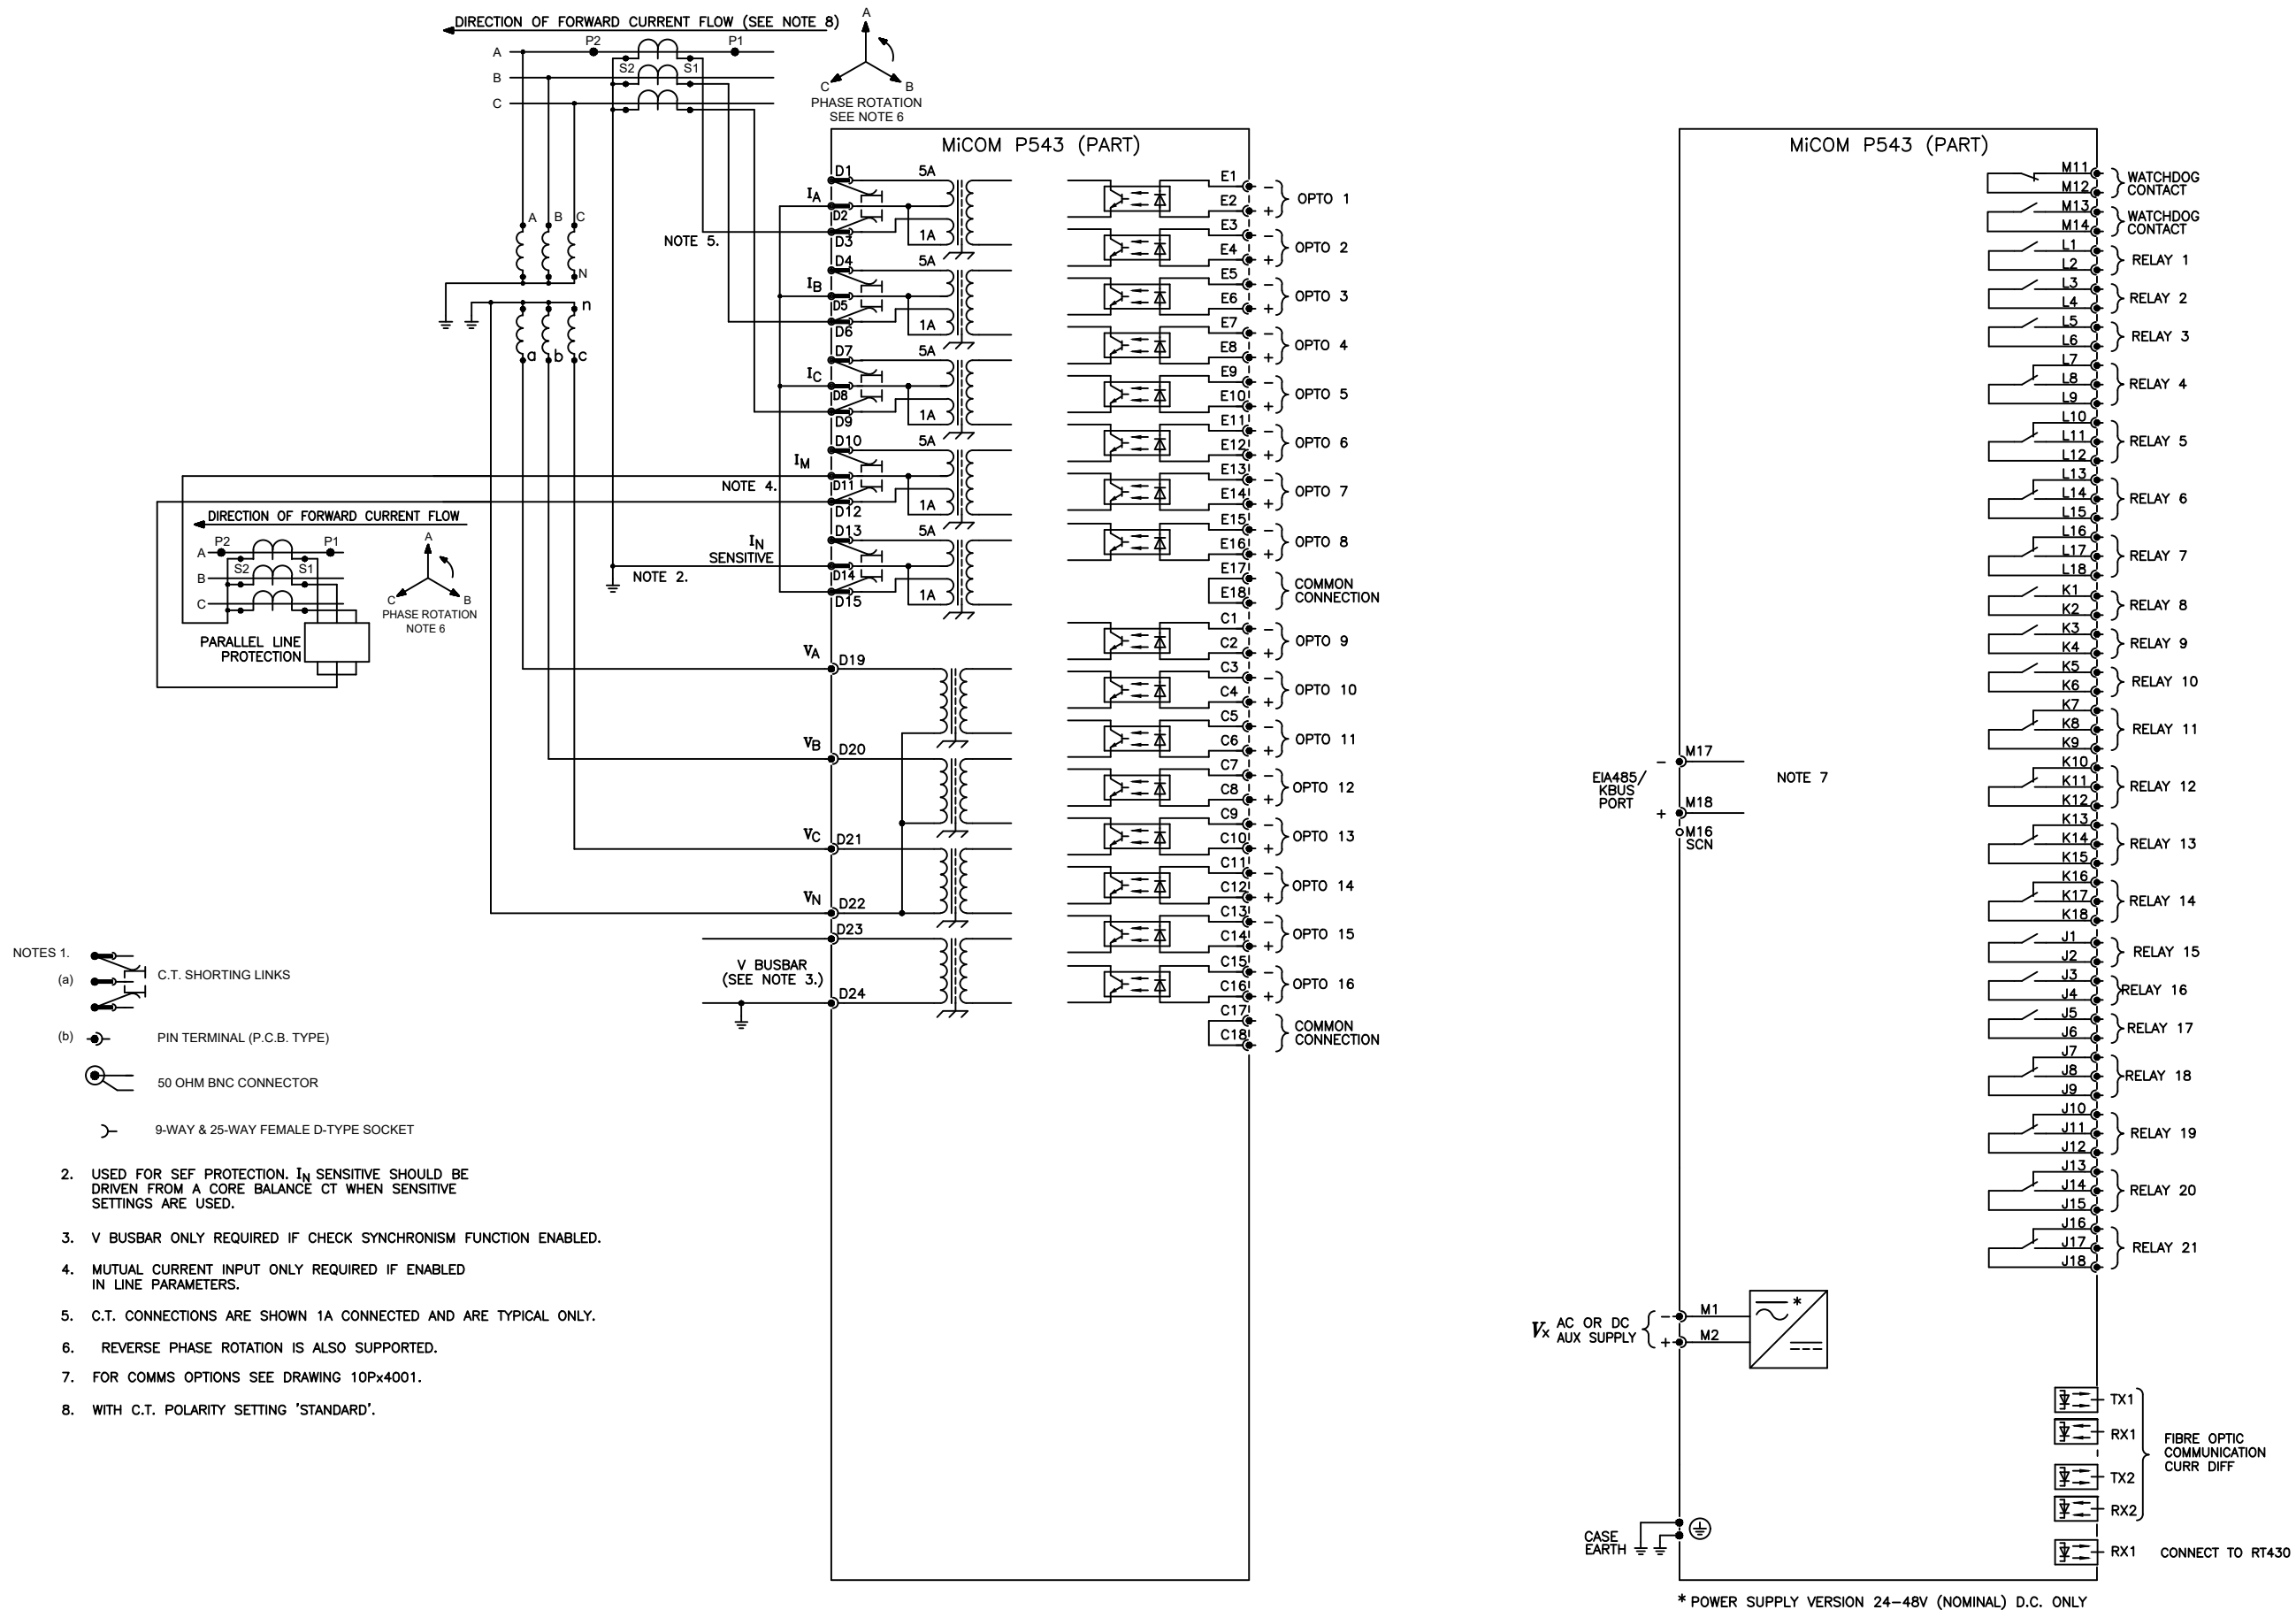 DIRECTION OF FORWARD CURRENT FLOW (SEE NOTE 8)
A
P2
P1
A
S2
S1
B
C
C
B
PHASE ROTATION
SEE NOTE 6
A
B
C
N
n
a
b
c
NOTE 5.
NOTE 4.
NOTE 2.
DIRECTION OF FORWARD CURRENT FLOW
A
P2
P1
S2
S1
B
C
A
C
B
PHASE ROTATION
NOTE 6
PARALLEL LINE
PROTECTION
MiCOM P543 (PART)
D1
5A
IA
D2
1A
D3
D4
5A
IB
D5
1A
D6
D7
5A
IC
D8
1A
D9
D10
5A
IM
D11
1A
D12
D13
5A
IN
SENSITIVE
D14
1A
D15
VA
D19
VB
D20
VC
D21
VN
D22
D23
V BUSBAR
(SEE NOTE 3.)
D24
E1
–
OPTO 1
E2
+
E3
–
OPTO 2
E4
+
E5
–
OPTO 3
E6
+
E7
–
OPTO 4
E8
+
E9
–
OPTO 5
E10
+
E11
–
OPTO 6
E12
+
E13
–
OPTO 7
E14
+
E15
–
OPTO 8
E16
+
E17
COMMON
CONNECTION
E18
C1
–
OPTO 9
C2
+
C3
–
OPTO 10
C4
+
C5
–
OPTO 11
C6
+
C7
–
OPTO 12
C8
+
C9
–
OPTO 13
C10
+
C11
–
OPTO 14
C12
+
C13
–
OPTO 15
C14
+
C15
–
OPTO 16
C16
+
C17
COMMON
CONNECTION
C18
MiCOM P543 (PART)
M11
WATCHDOG
CONTACT
M12
M13
WATCHDOG
CONTACT
M14
L1
RELAY 1
L2
L3
RELAY 2
L4
L5
RELAY 3
L6
L7
L8
RELAY 4
L9
L10
L11
RELAY 5
L12
L13
L14
RELAY 6
L15
L16
L17
RELAY 7
L18
K1
RELAY 8
K2
K3
RELAY 9
K4
K5
RELAY 10
K6
K7
K8
RELAY 11
K9
K10
K11
RELAY 12
K12
K13
K14
RELAY 13
K15
K16
K17
RELAY 14
K18
J1
RELAY 15
J2
J3
RELAY 16
J4
J5
RELAY 17
J6
J7
J8
RELAY 18
J9
J10
J11
RELAY 19
J12
J13
J14
RELAY 20
J15
J16
J17
RELAY 21
J18
EIA485/
KBUS
PORT
–
M17
+
M18
M16
SCN
NOTE 7
Vx
AC OR DC
AUX SUPPLY
–
M1
+
M2
*
TX1
RX1
TX2
RX2
FIBRE OPTIC
COMMUNICATION
CURR DIFF
RX1
CONNECT TO RT430
CASE
EARTH
* POWER SUPPLY VERSION 24–48V (NOMINAL) D.C. ONLY
NOTES 1.
(a)
C.T. SHORTING LINKS
(b)
PIN TERMINAL (P.C.B. TYPE)
50 OHM BNC CONNECTOR
9-WAY & 25-WAY FEMALE D-TYPE SOCKET
2. USED FOR SEF PROTECTION. IN SENSITIVE SHOULD BE
DRIVEN FROM A CORE BALANCE CT WHEN SENSITIVE
SETTINGS ARE USED.
3. V BUSBAR ONLY REQUIRED IF CHECK SYNCHRONISM FUNCTION ENABLED.
4. MUTUAL CURRENT INPUT ONLY REQUIRED IF ENABLED
IN LINE PARAMETERS.
5. C.T. CONNECTIONS ARE SHOWN 1A CONNECTED AND ARE TYPICAL ONLY.
6. REVERSE PHASE ROTATION IS ALSO SUPPORTED.
7. FOR COMMS OPTIONS SEE DRAWING 10Px4001.
8. WITH C.T. POLARITY SETTING 'STANDARD'.